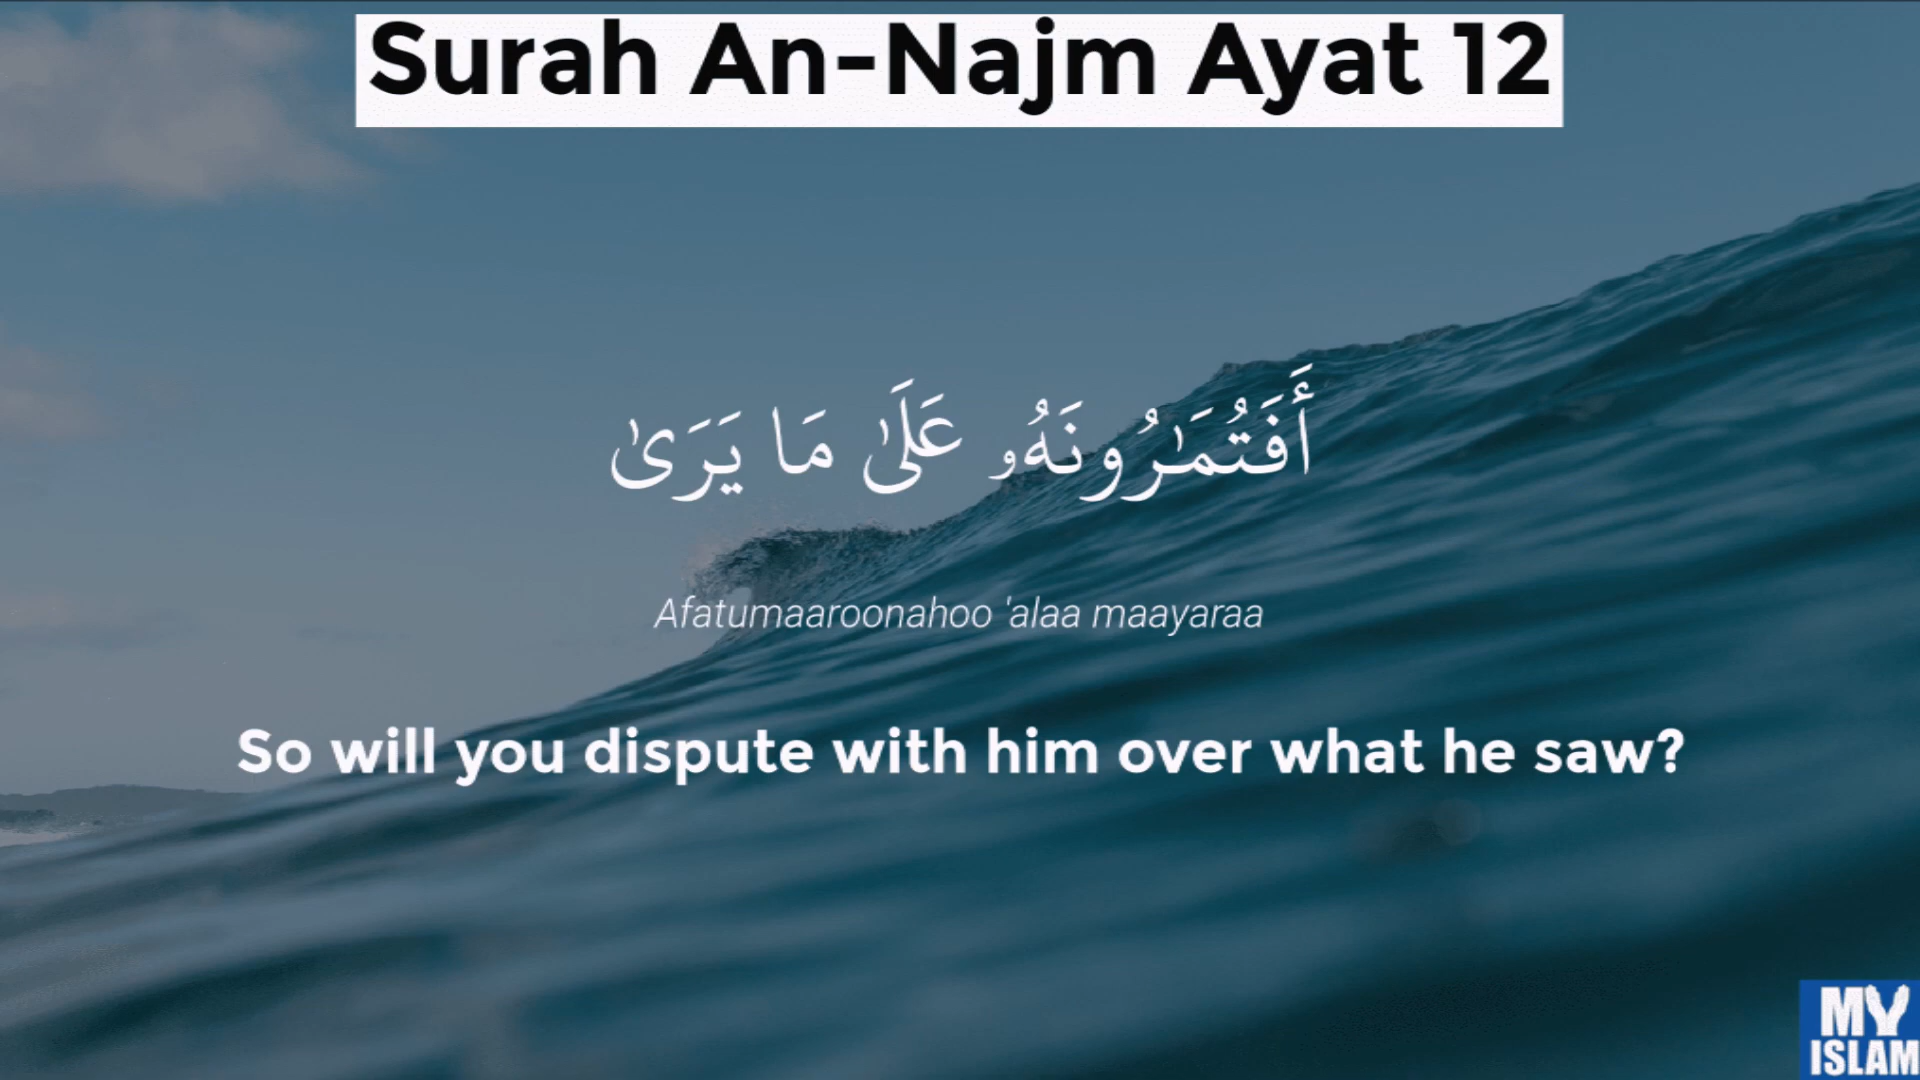 Surah An-Najm Ayat 12
أَفَتُمَـٰرُونَهُۥ عَلَىٰ مَا يَرَىٰ
Afatumaaroonahoo 'alaa maayaraa
So will you dispute with him over what he saw?
MY
ISLAM